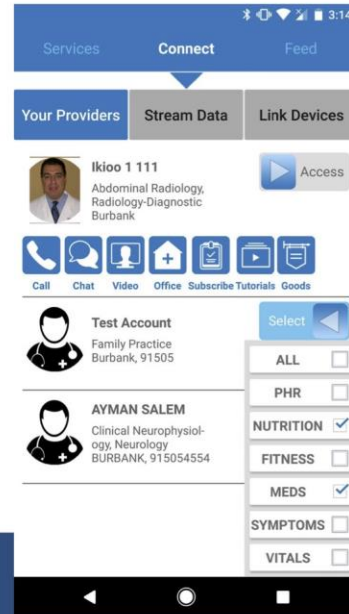 3:14
Services Connect Feed
Your Providers Stream Data Link Devices
Ikioo 1 111
Abdominal Radiology,
Radiology-Diagnostic
Burbank
Access
Call Chat Video Office Subscribe Tutorials Goods
Test Account
Family Practice
Burbank, 91505
Select
ALL
PHR
AYMAN SALEM
Clinical Neurophysiol-
ogy, Neurology
BURBANK, 915054554
NUTRITION
FITNESS
MEDS
SYMPTOMS
VITALS